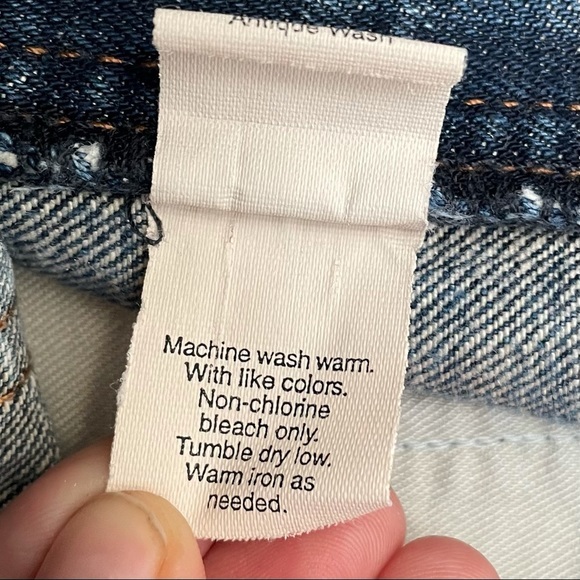 Antique Wash
Machine wash warm.
With like colors.
Non-chlorine
bleach only.
Tumble dry low.
Warm iron as
needed.